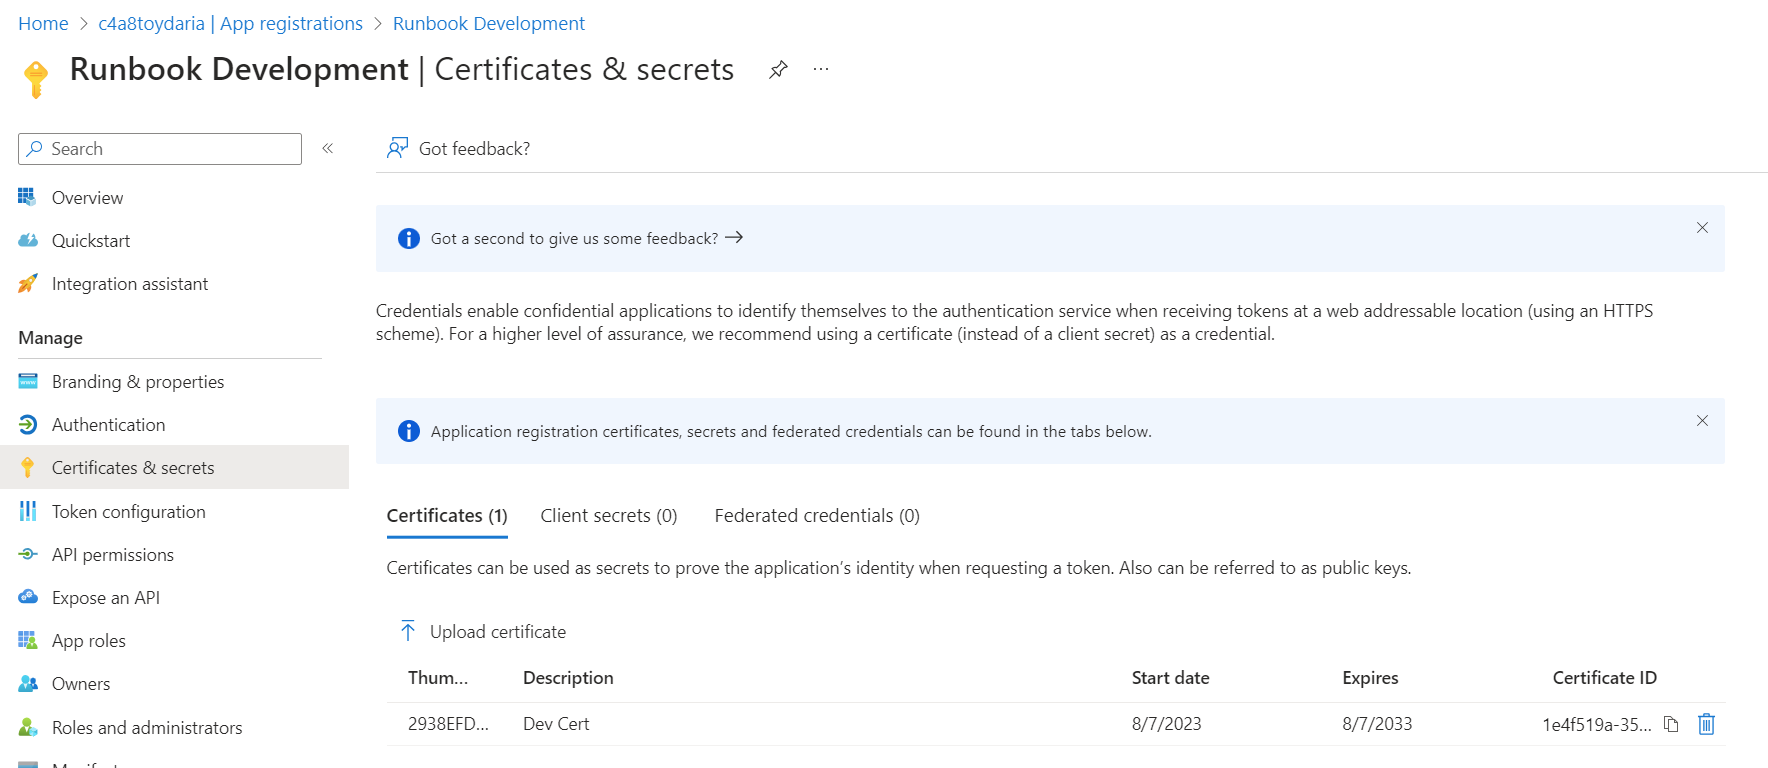 Home > c4a8toydaria | App registrations > Runbook Development
Runbook Development | Certificates & secrets
Search
Overview
Quickstart
Integration assistant
Manage
Branding & properties
Authentication
Certificates & secrets
Token configuration
API permissions
Expose an API
App roles
Owners
Roles and administrators
Got feedback?
Got a second to give us some feedback?
Credentials enable confidential applications to identify themselves to the authentication service when receiving tokens at a web addressable location (using an HTTPS
scheme). For a higher level of assurance, we recommend using a certificate (instead of a client secret) as a credential.
Application registration certificates, secrets and federated credentials can be found in the tabs below.
Certificates (1) Client secrets (0) Federated credentials (0)
Certificates can be used as secrets to prove the application's identity when requesting a token. Also can be referred to as public keys.
Upload certificate
Thum... Description Start date Expires Certificate ID
2938EFD... Dev Cert 8/7/2023 8/7/2033 1e4f519a-35...